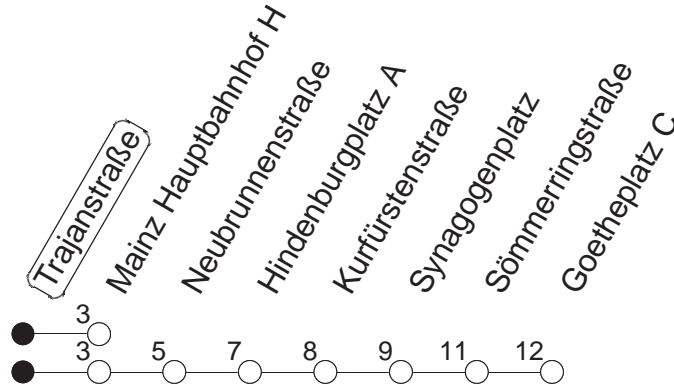 Trajanstraße
Mainz Hauptbahnhof H
Neubrunnenstraße
Hindenburgplatz A
Kurfürstenstraße
Synagogenplatz
Sömmerringstraße
Goetheplatz C
3
3 5 7 8 9 11 12